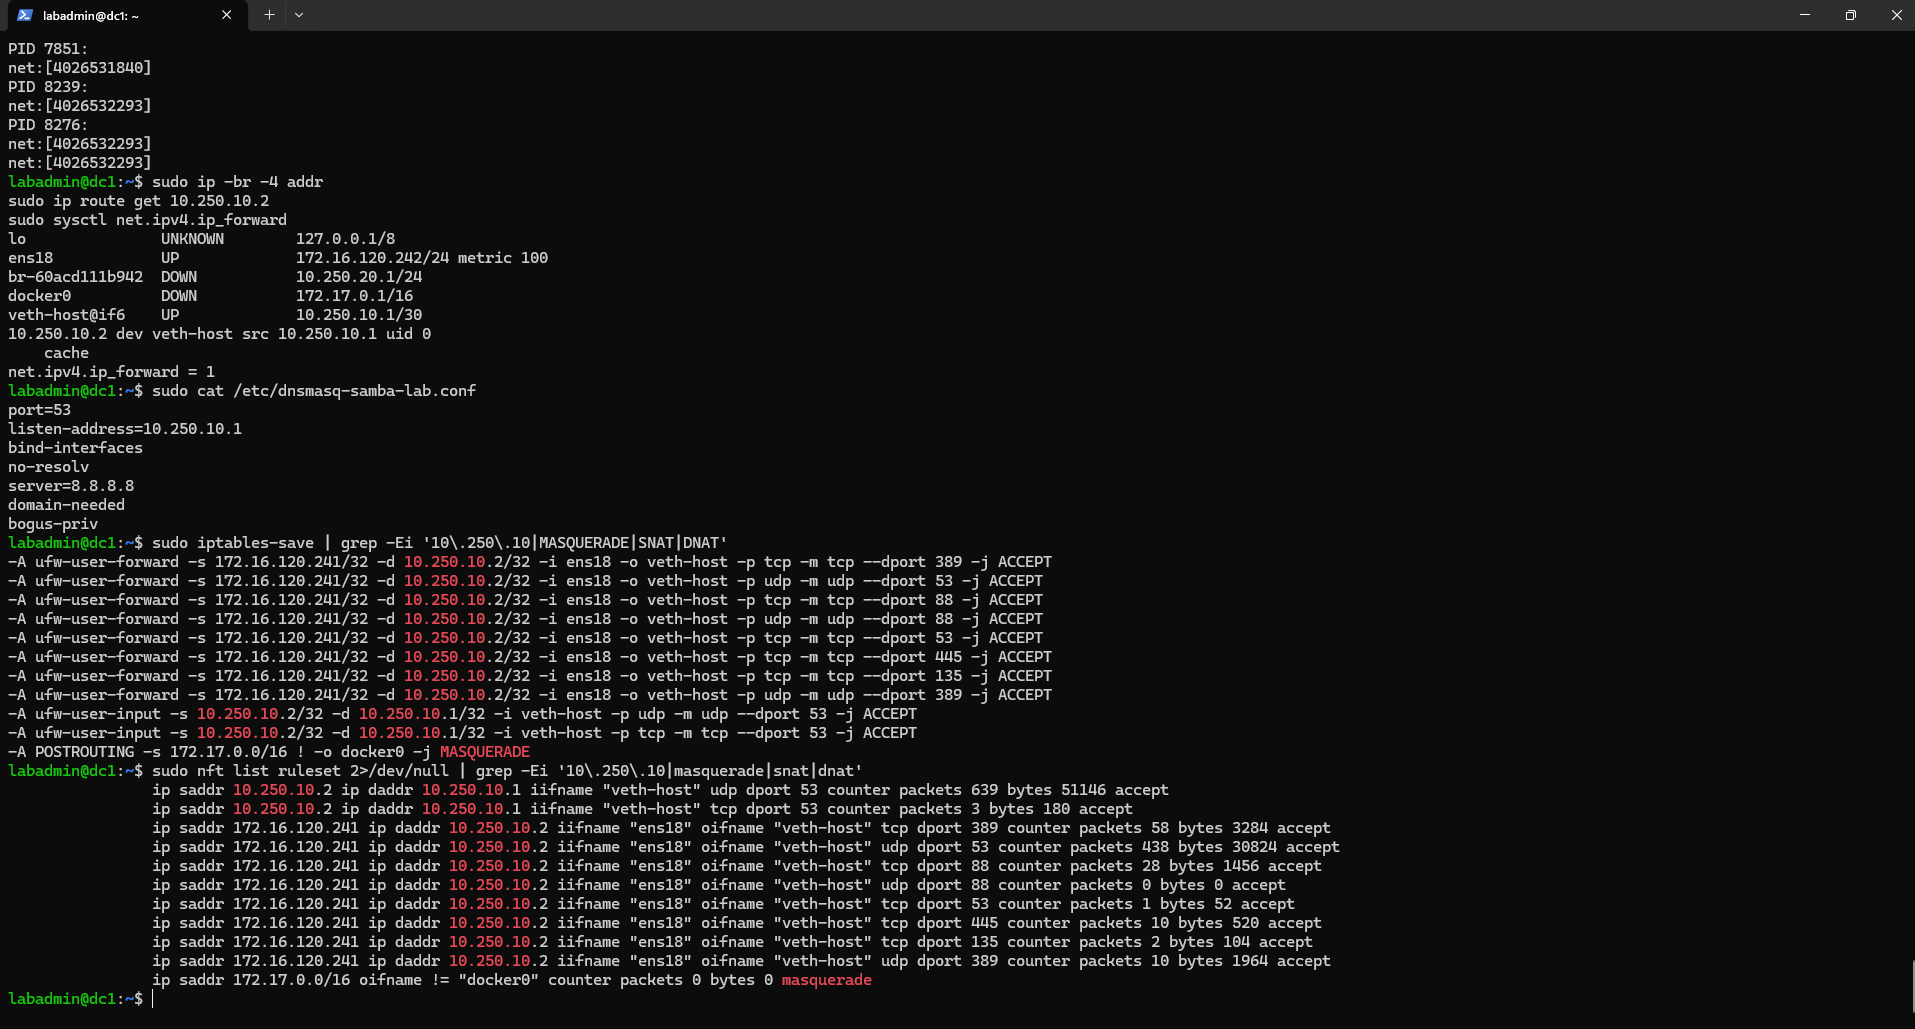 labadmin@dc1: ~
PID 7851:
net:[4026531840]
PID 8239:
net:[4026532293]
PID 8276:
net:[4026532293]
net:[4026532293]
labadmin@dc1:~$ sudo ip -br -4 addr
sudo ip route get 10.250.10.2
sudo sysctl net.ipv4.ip_forward
lo               UNKNOWN        127.0.0.1/8
ens18            UP             172.16.120.242/24 metric 100
br-60acd111b942  DOWN           10.250.20.1/24
docker0          DOWN           172.17.0.1/16
veth-host@if6    UP             10.250.10.1/30
10.250.10.2 dev veth-host src 10.250.10.1 uid 0
    cache
net.ipv4.ip_forward = 1
labadmin@dc1:~$ sudo cat /etc/dnsmasq-samba-lab.conf
port=53
listen-address=10.250.10.1
bind-interfaces
no-resolv
server=8.8.8.8
domain-needed
bogus-priv
labadmin@dc1:~$ sudo iptables-save | grep -Ei '10\.250\.10|MASQUERADE|SNAT|DNAT'
-A ufw-user-forward -s 172.16.120.241/32 -d 10.250.10.2/32 -i ens18 -o veth-host -p tcp -m tcp --dport 389 -j ACCEPT
-A ufw-user-forward -s 172.16.120.241/32 -d 10.250.10.2/32 -i ens18 -o veth-host -p udp -m udp --dport 53 -j ACCEPT
-A ufw-user-forward -s 172.16.120.241/32 -d 10.250.10.2/32 -i ens18 -o veth-host -p tcp -m tcp --dport 88 -j ACCEPT
-A ufw-user-forward -s 172.16.120.241/32 -d 10.250.10.2/32 -i ens18 -o veth-host -p udp -m udp --dport 88 -j ACCEPT
-A ufw-user-forward -s 172.16.120.241/32 -d 10.250.10.2/32 -i ens18 -o veth-host -p tcp -m tcp --dport 53 -j ACCEPT
-A ufw-user-forward -s 172.16.120.241/32 -d 10.250.10.2/32 -i ens18 -o veth-host -p tcp -m tcp --dport 445 -j ACCEPT
-A ufw-user-forward -s 172.16.120.241/32 -d 10.250.10.2/32 -i ens18 -o veth-host -p tcp -m tcp --dport 135 -j ACCEPT
-A ufw-user-forward -s 172.16.120.241/32 -d 10.250.10.2/32 -i ens18 -o veth-host -p udp -m udp --dport 389 -j ACCEPT
-A ufw-user-input -s 10.250.10.2/32 -d 10.250.10.1/32 -i veth-host -p udp -m udp --dport 53 -j ACCEPT
-A ufw-user-input -s 10.250.10.2/32 -d 10.250.10.1/32 -i veth-host -p tcp -m tcp --dport 53 -j ACCEPT
-A POSTROUTING -s 172.17.0.0/16 ! -o docker0 -j MASQUERADE
labadmin@dc1:~$ sudo nft list ruleset 2>/dev/null | grep -Ei '10\.250\.10|masquerade|snat|dnat'
                ip saddr 10.250.10.2 ip daddr 10.250.10.1 iifname "veth-host" udp dport 53 counter packets 639 bytes 51146 accept
                ip saddr 10.250.10.2 ip daddr 10.250.10.1 iifname "veth-host" tcp dport 53 counter packets 3 bytes 180 accept
                ip saddr 172.16.120.241 ip daddr 10.250.10.2 iifname "ens18" oifname "veth-host" tcp dport 389 counter packets 58 bytes 3284 accept
                ip saddr 172.16.120.241 ip daddr 10.250.10.2 iifname "ens18" oifname "veth-host" udp dport 53 counter packets 438 bytes 30824 accept
                ip saddr 172.16.120.241 ip daddr 10.250.10.2 iifname "ens18" oifname "veth-host" tcp dport 88 counter packets 28 bytes 1456 accept
                ip saddr 172.16.120.241 ip daddr 10.250.10.2 iifname "ens18" oifname "veth-host" udp dport 88 counter packets 0 bytes 0 accept
                ip saddr 172.16.120.241 ip daddr 10.250.10.2 iifname "ens18" oifname "veth-host" tcp dport 53 counter packets 1 bytes 52 accept
                ip saddr 172.16.120.241 ip daddr 10.250.10.2 iifname "ens18" oifname "veth-host" tcp dport 445 counter packets 10 bytes 520 accept
                ip saddr 172.16.120.241 ip daddr 10.250.10.2 iifname "ens18" oifname "veth-host" tcp dport 135 counter packets 2 bytes 104 accept
                ip saddr 172.16.120.241 ip daddr 10.250.10.2 iifname "ens18" oifname "veth-host" udp dport 389 counter packets 10 bytes 1964 accept
                ip saddr 172.17.0.0/16 oifname != "docker0" counter packets 0 bytes 0 masquerade
labadmin@dc1:~$